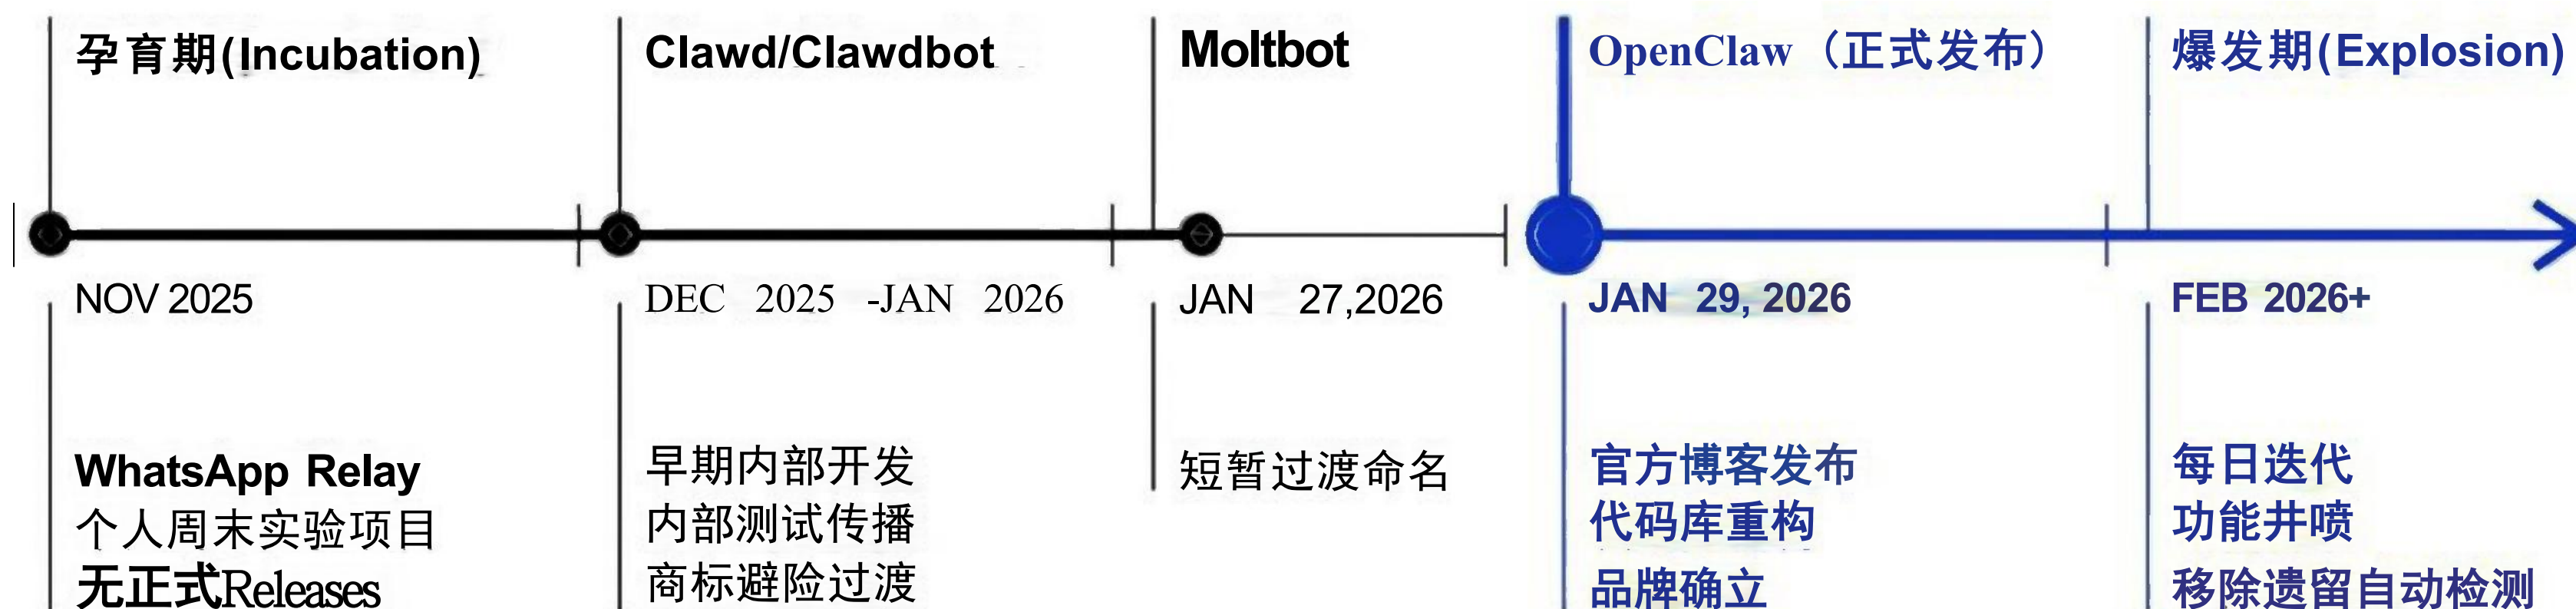 孕育期(Incubation)
NOV 2025
WhatsApp Relay
个人周末实验项目
无正式Releases
Clawd/Clawdbot
DEC 2025 -JAN 2026
早期内部开发
内部测试传播
商标避险过渡
Moltbot
JAN 27,2026
短暂过渡命名
OpenClaw（正式发布）
JAN 29, 2026
官方博客发布
代码库重构
品牌确立
爆发期(Explosion)
FEB 2026+
每日迭代
功能井喷
移除遗留自动检测